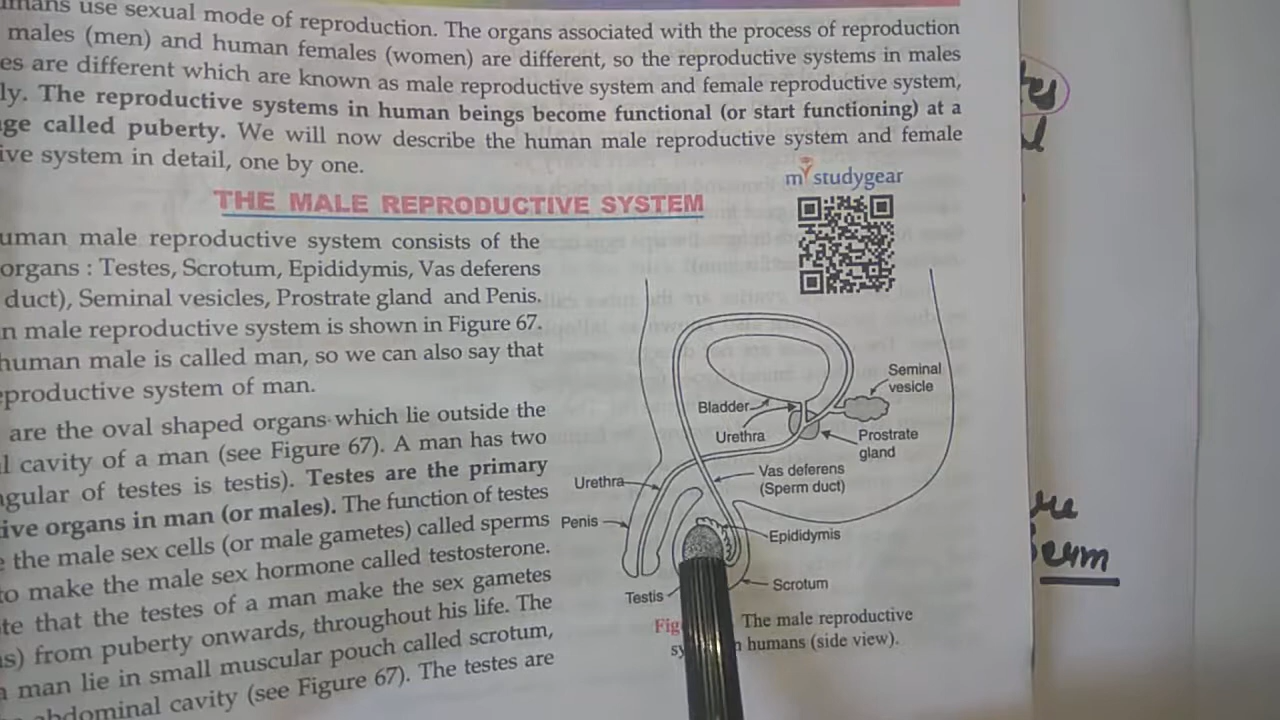 use sexual mode of reproduction. The organs associated with the process of reproduction
males (men) and human females (women) are different, so the reproductive systems in males
es are different which are known as male reproductive system and female reproductive system,
ly. The reproductive systems in human beings become functional (or start functioning) at a
ge called puberty. We will now describe the human male reproductive system and female
ive system in detail, one by one.
mystudygear
THE MALE REPRODUCTIVE SYSTEM
uman male reproductive system consists of the
organs : Testes, Scrotum, Epididymis, Vas deferens
duct), Seminal vesicles, Prostrate gland and Penis.
n male reproductive system is shown in Figure 67.
human male is called man, so we can also say that
productive system of man.
are the oval shaped organs which lie outside the
l cavity of a man (see Figure 67). A man has two
ngular of testes is testis). Testes are the primary
ive organs in man (or males). The function of testes
e the male sex cells (or male gametes) called sperms
to make the male sex hormone called testosterone.
te that the testes of a man make the sex gametes
s) from puberty onwards, throughout his life. The
a man lie in small muscular pouch called scrotum,
abdominal cavity (see Figure 67). The testes are
Seminal
vesicle
Bladder
Urethra
Prostrate
gland
Vas deferens
(Sperm duct)
Urethra
Penis
Epididymis
Testis
Scrotum
Fig The male reproductive
sy humans (side view).